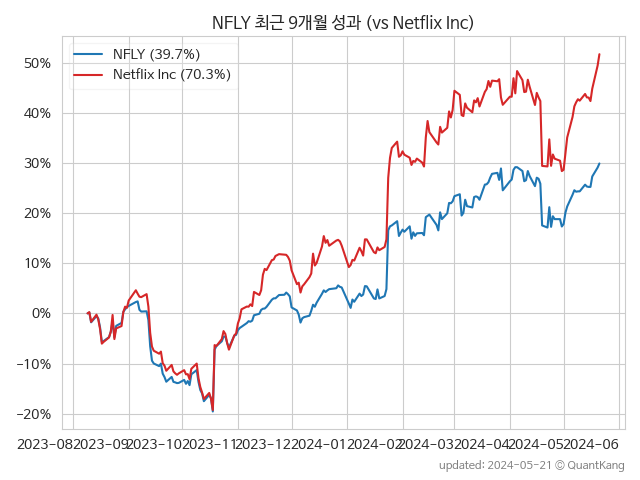 NFLY 최근 9개월 성과 (vs Netflix Inc)
NFLY (39.7%)
Netflix Inc (70.3%)
50%
40%
30%
20%
10%
0%
−10%
−20%
2023-08 2023-09 2023-10 2023-11 2023-12 2024-01 2024-02 2024-03 2024-04 2024-05 2024-06
updated: 2024-05-21 © QuantKang